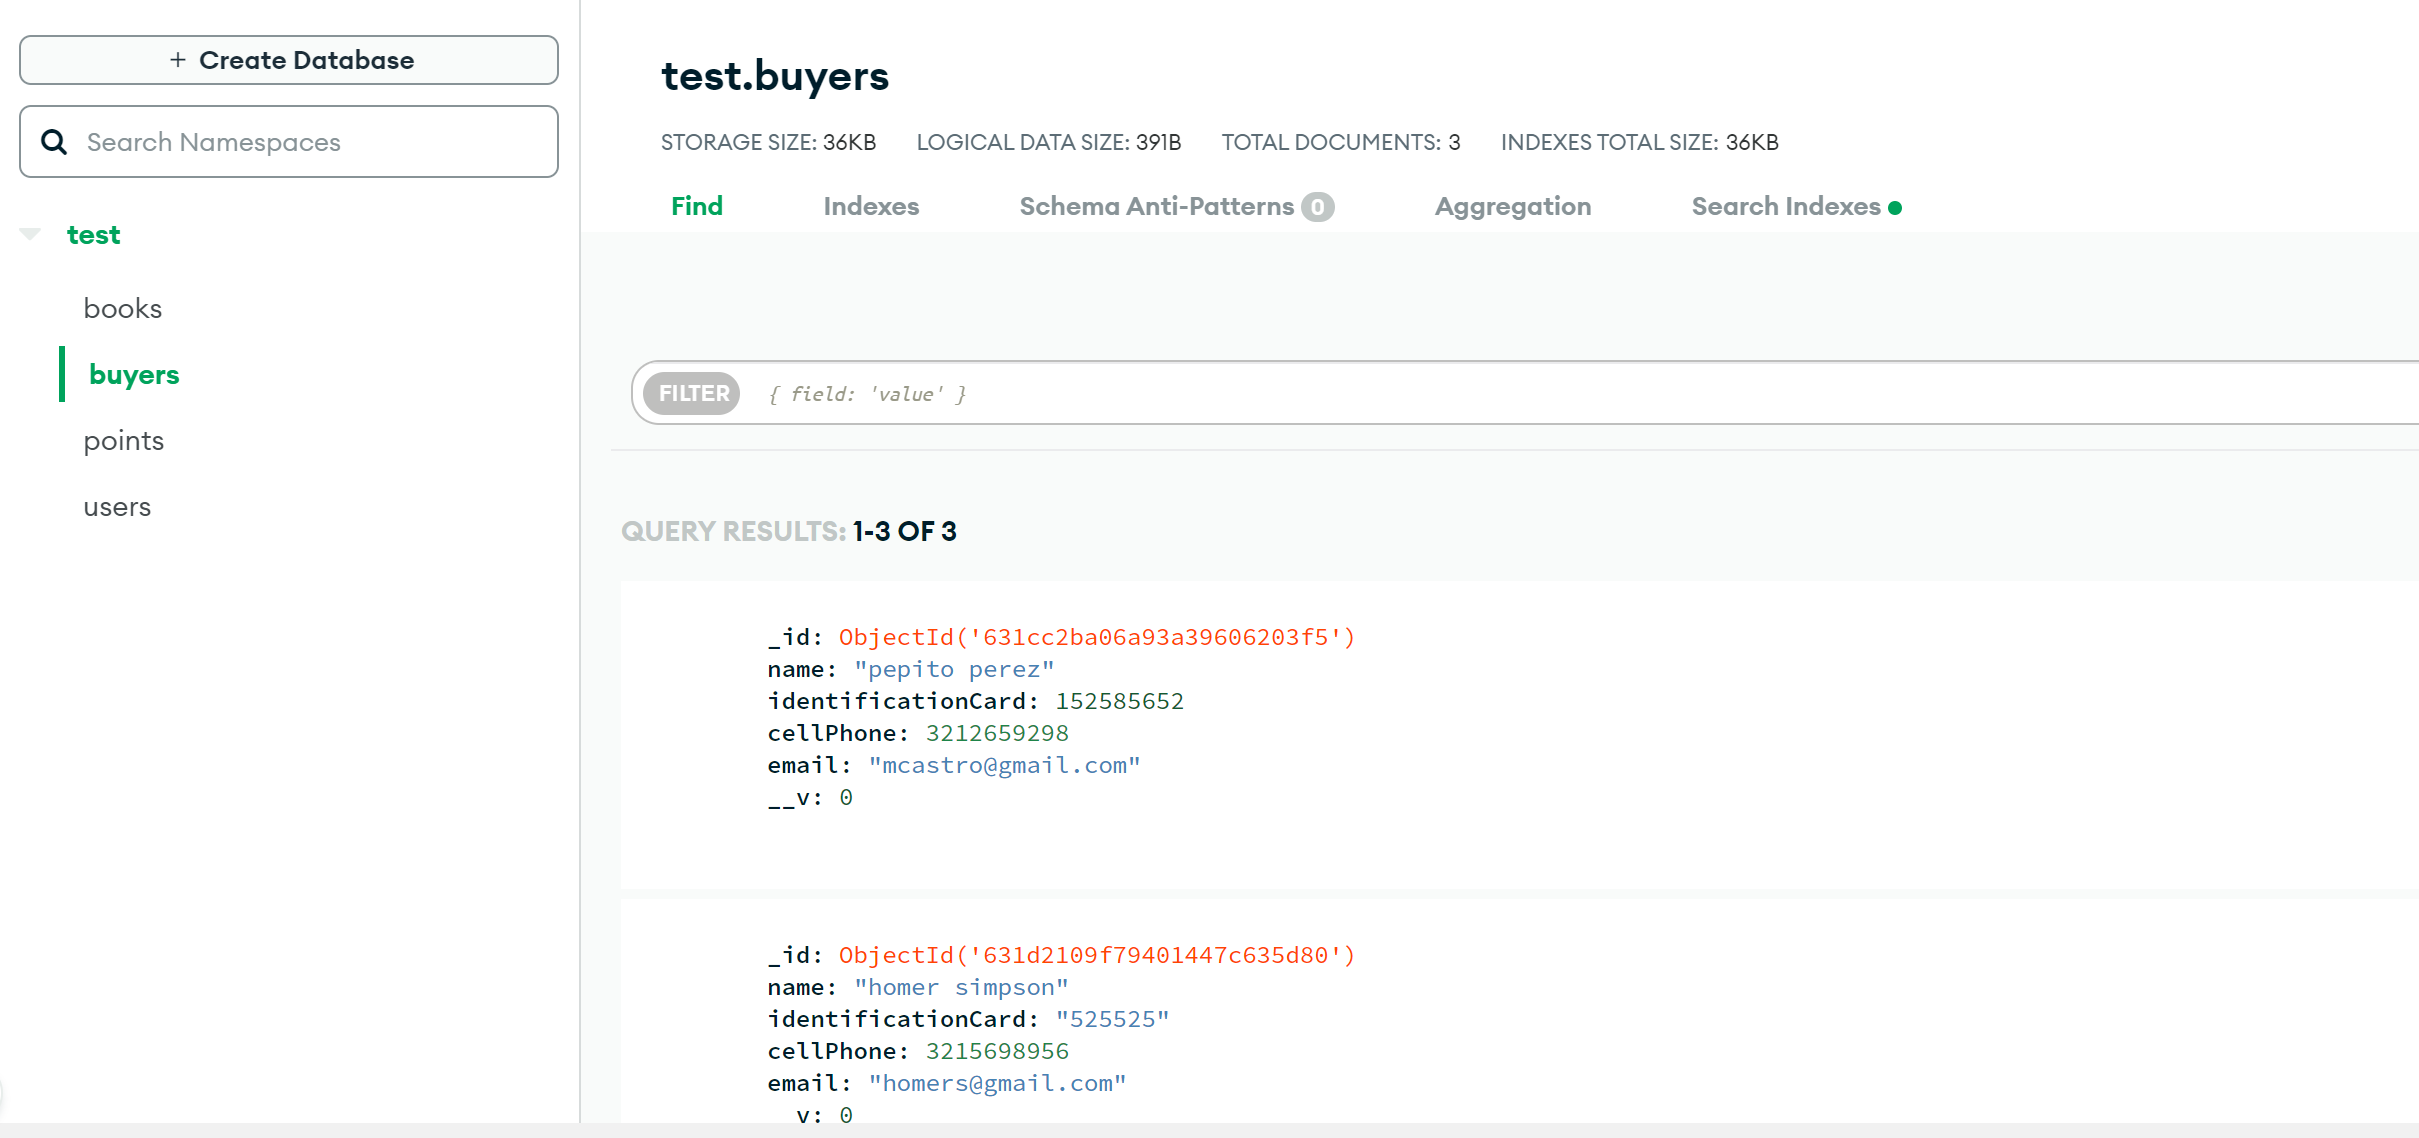 + Create Database
Search Namespaces
test
books
buyers
points
users
test.buyers
STORAGE SIZE: 36KB LOGICAL DATA SIZE: 391B TOTAL DOCUMENTS: 3 INDEXES TOTAL SIZE: 36KB
Find Indexes Schema Anti-Patterns 0 Aggregation Search Indexes
FILTER { field: 'value' }
QUERY RESULTS: 1-3 OF 3
_id: ObjectId('631cc2ba06a93a39606203f5')
name: "pepito perez"
identificationCard: 152585652
cellPhone: 3212659298
email: "mcastro@gmail.com"
__v: 0
_id: ObjectId('631d2109f79401447c635d80')
name: "homer simpson"
identificationCard: "525525"
cellPhone: 3215698956
email: "homers@gmail.com"
v: 0